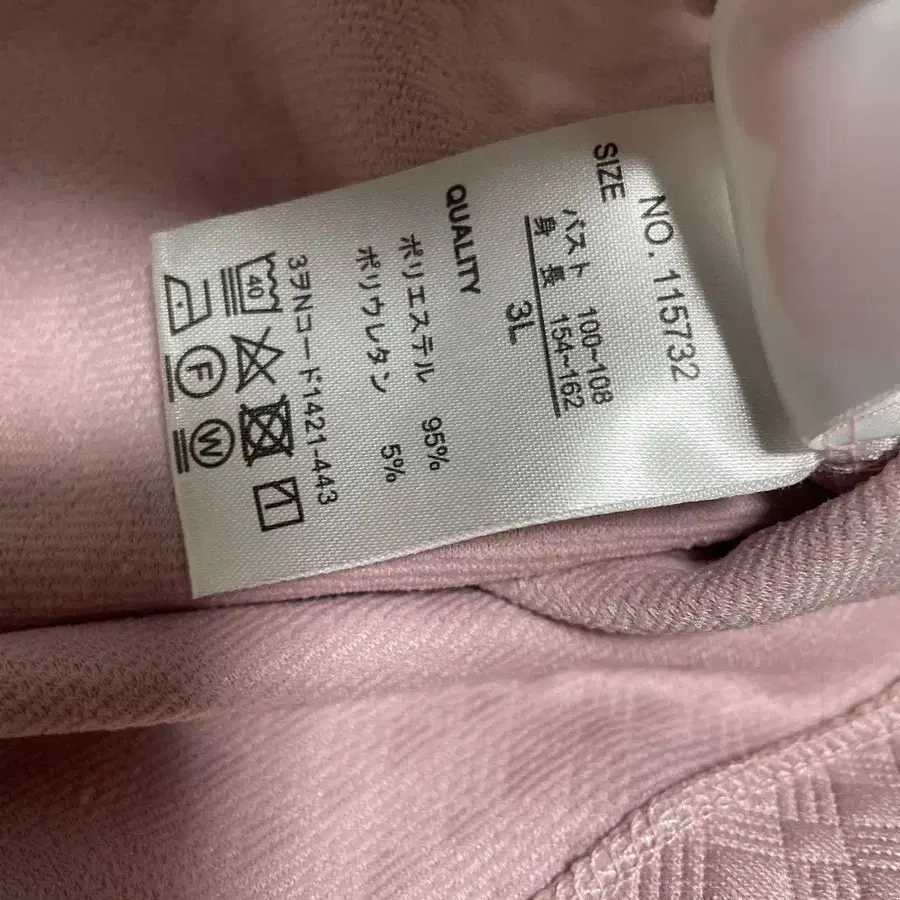 NO. 115732
SIZE
バスト 100~108
身長 154~162
3L
QUALITY
ポリエステル 95%
ポリウレタン 5%
3ヲNコード1421-443
40
F W